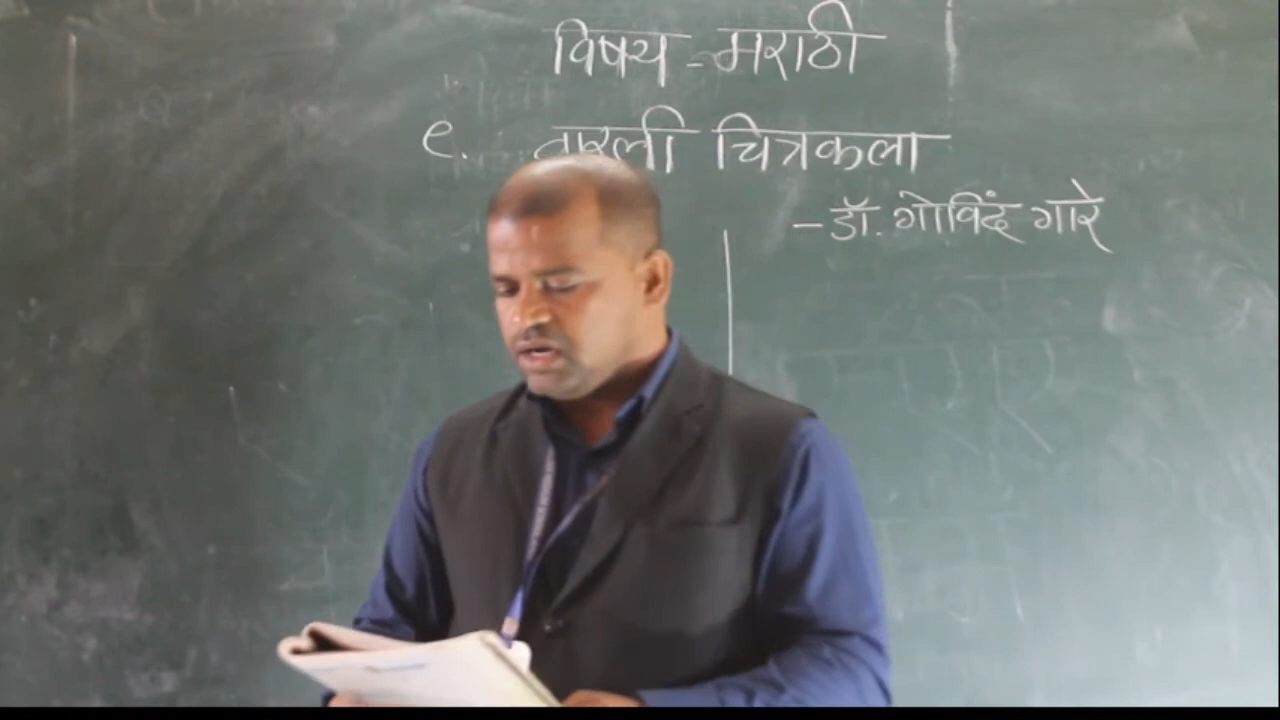 विषय - मराठी
९. वारली चित्रकला
- डॉ. गोविंद गारे